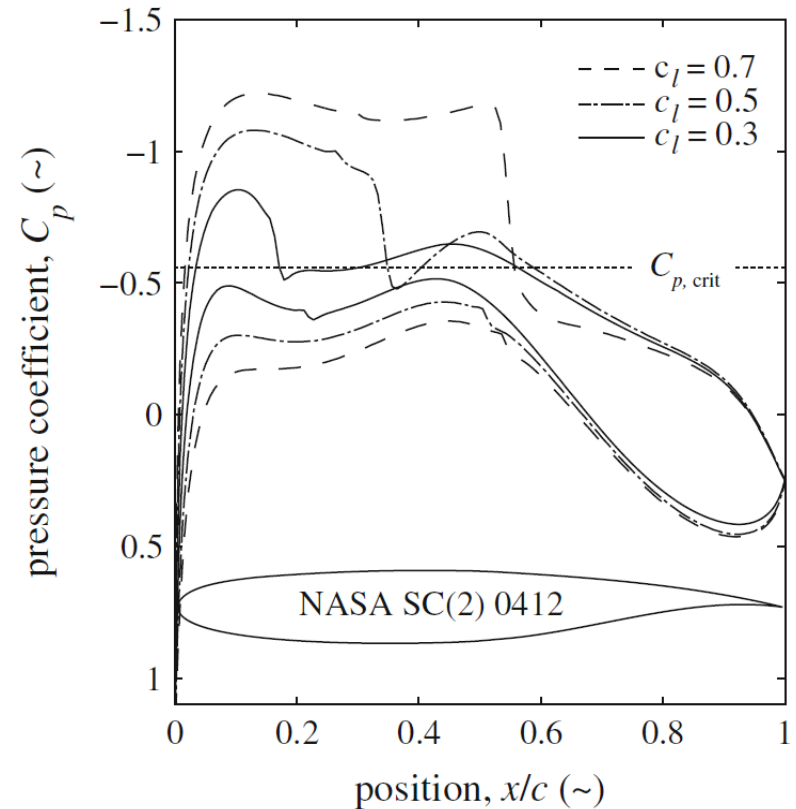 −1.5
−1
−0.5
0
0.5
1
pressure coefficient, C_p (~)
c_l = 0.7
c_l = 0.5
c_l = 0.3
C_p, crit
NASA SC(2) 0412
0 0.2 0.4 0.6 0.8 1
position, x/c (~)